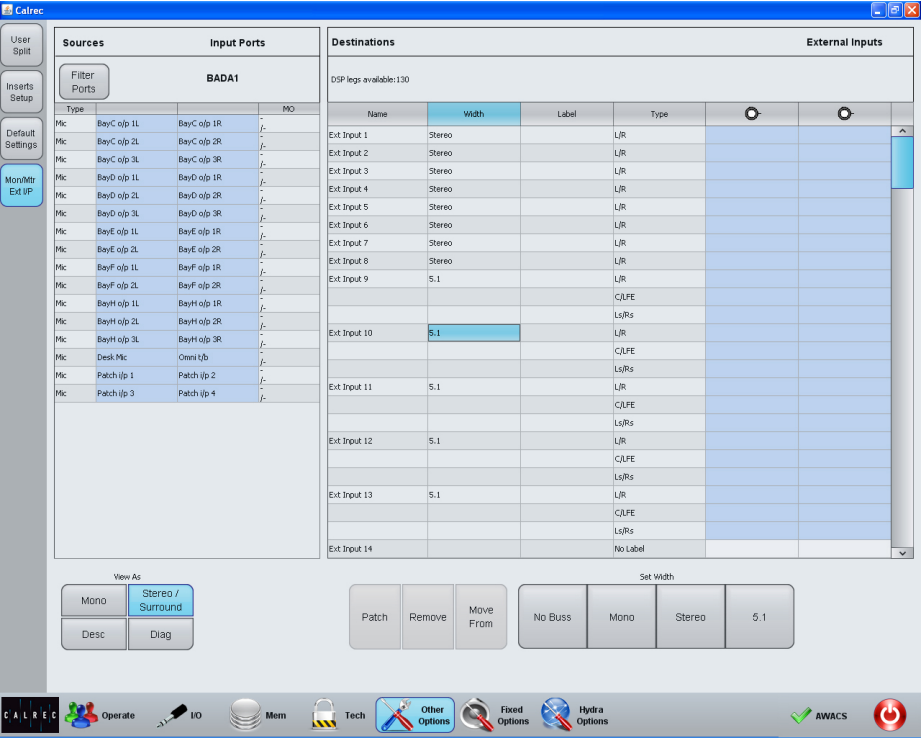 Calrec
User Split
Inserts Setup
Default Settings
Mon/Mtr Ext I/P
Sources Input Ports
Filter Ports
BADA1
Type MO
Mic BayC o/p 1L BayC o/p 1R -/-
Mic BayC o/p 2L BayC o/p 2R -/-
Mic BayC o/p 3L BayC o/p 3R -/-
Mic BayD o/p 1L BayD o/p 1R -/-
Mic BayD o/p 2L BayD o/p 2R -/-
Mic BayD o/p 3L BayD o/p 3R -/-
Mic BayE o/p 1L BayE o/p 1R -/-
Mic BayE o/p 2L BayE o/p 2R -/-
Mic BayF o/p 1L BayF o/p 1R -/-
Mic BayF o/p 2L BayF o/p 2R -/-
Mic BayH o/p 1L BayH o/p 1R -/-
Mic BayH o/p 2L BayH o/p 2R -/-
Mic BayH o/p 3L BayH o/p 3R -/-
Mic Desk Mic Omni t/b -/-
Mic Patch i/p 1 Patch i/p 2 -/-
Mic Patch i/p 3 Patch i/p 4 -/-
Destinations External Inputs
DSP legs available:130
Name Width Label Type
Ext Input 1 Stereo L/R
Ext Input 2 Stereo L/R
Ext Input 3 Stereo L/R
Ext Input 4 Stereo L/R
Ext Input 5 Stereo L/R
Ext Input 6 Stereo L/R
Ext Input 7 Stereo L/R
Ext Input 8 Stereo L/R
Ext Input 9 5.1 L/R
C/LFE
Ls/Rs
Ext Input 10 5.1 L/R
C/LFE
Ls/Rs
Ext Input 11 5.1 L/R
C/LFE
Ls/Rs
Ext Input 12 5.1 L/R
C/LFE
Ls/Rs
Ext Input 13 5.1 L/R
C/LFE
Ls/Rs
Ext Input 14 No Label
View As
Mono
Stereo / Surround
Desc
Diag
Patch
Remove
Move From
Set Width
No Buss
Mono
Stereo
5.1
CALREC
Operate
I/O
Mem
Tech
Other Options
Fixed Options
Hydra Options
AWACS